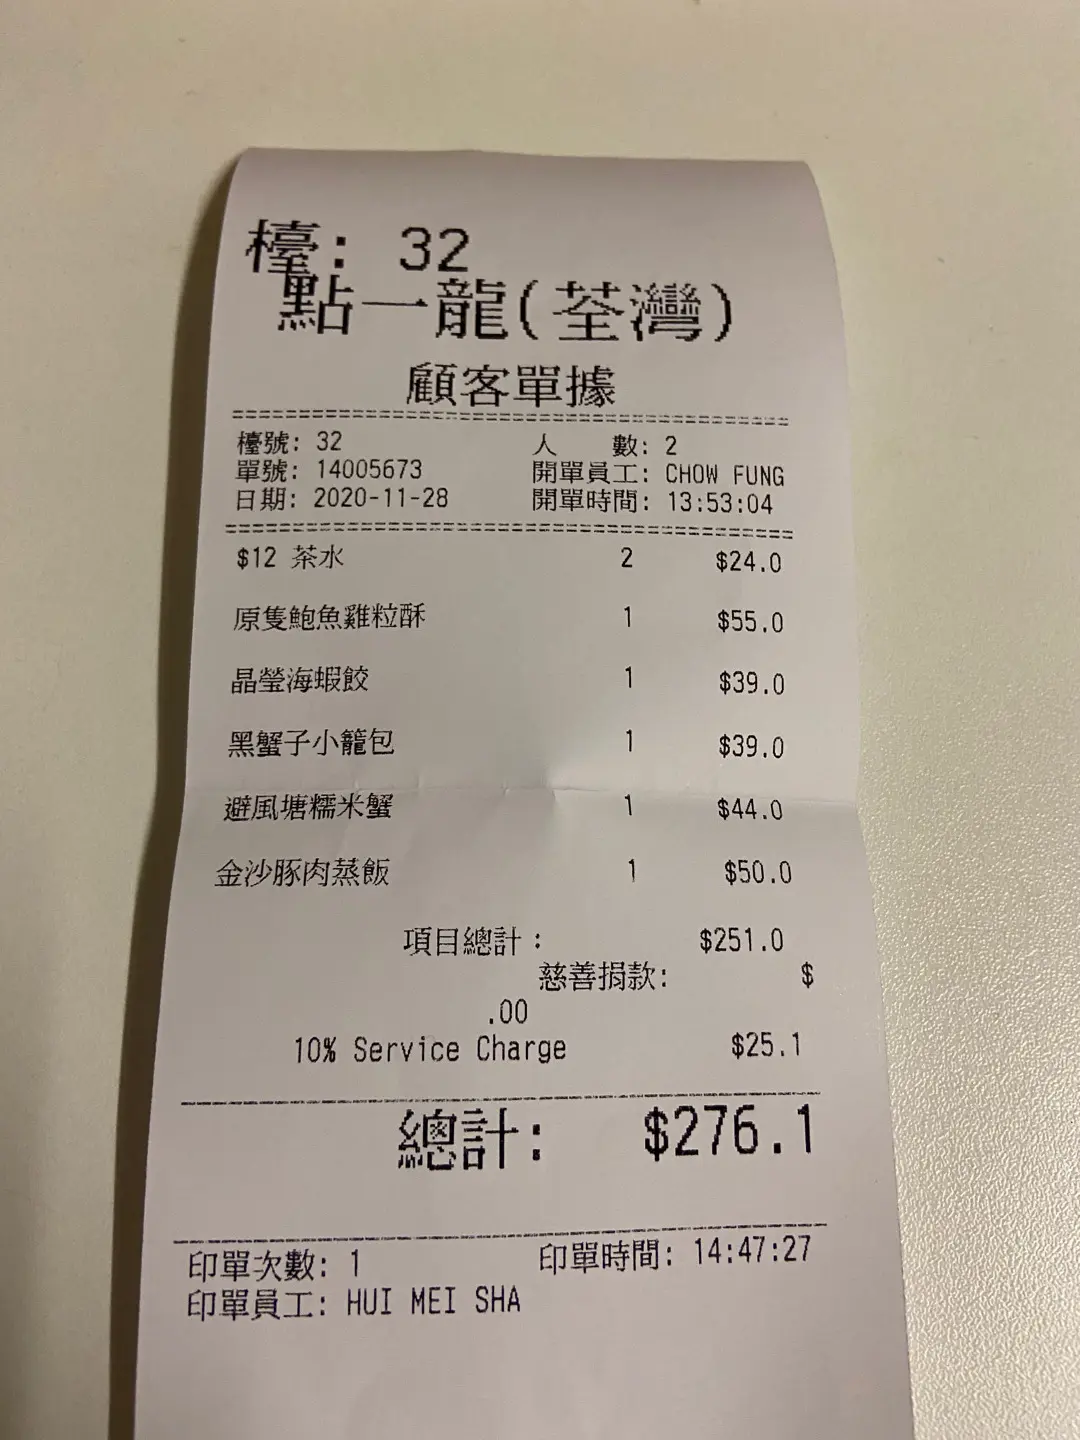 檯: 32
點一龍(荃灣)
顧客單據
檯號: 32 人 數: 2
單號: 14005673 開單員工: CHOW FUNG
日期: 2020-11-28 開單時間: 13:53:04
$12 茶水 2 $24.0
原隻鮑魚雞粒酥 1 $55.0
晶瑩海蝦餃 1 $39.0
黑蟹子小籠包 1 $39.0
避風塘糯米蟹 1 $44.0
金沙豚肉蒸飯 1 $50.0
項目總計: $251.0
慈善捐款: $
.00
10% Service Charge $25.1
總計: $276.1
印單次數: 1 印單時間: 14:47:27
印單員工: HUI MEI SHA